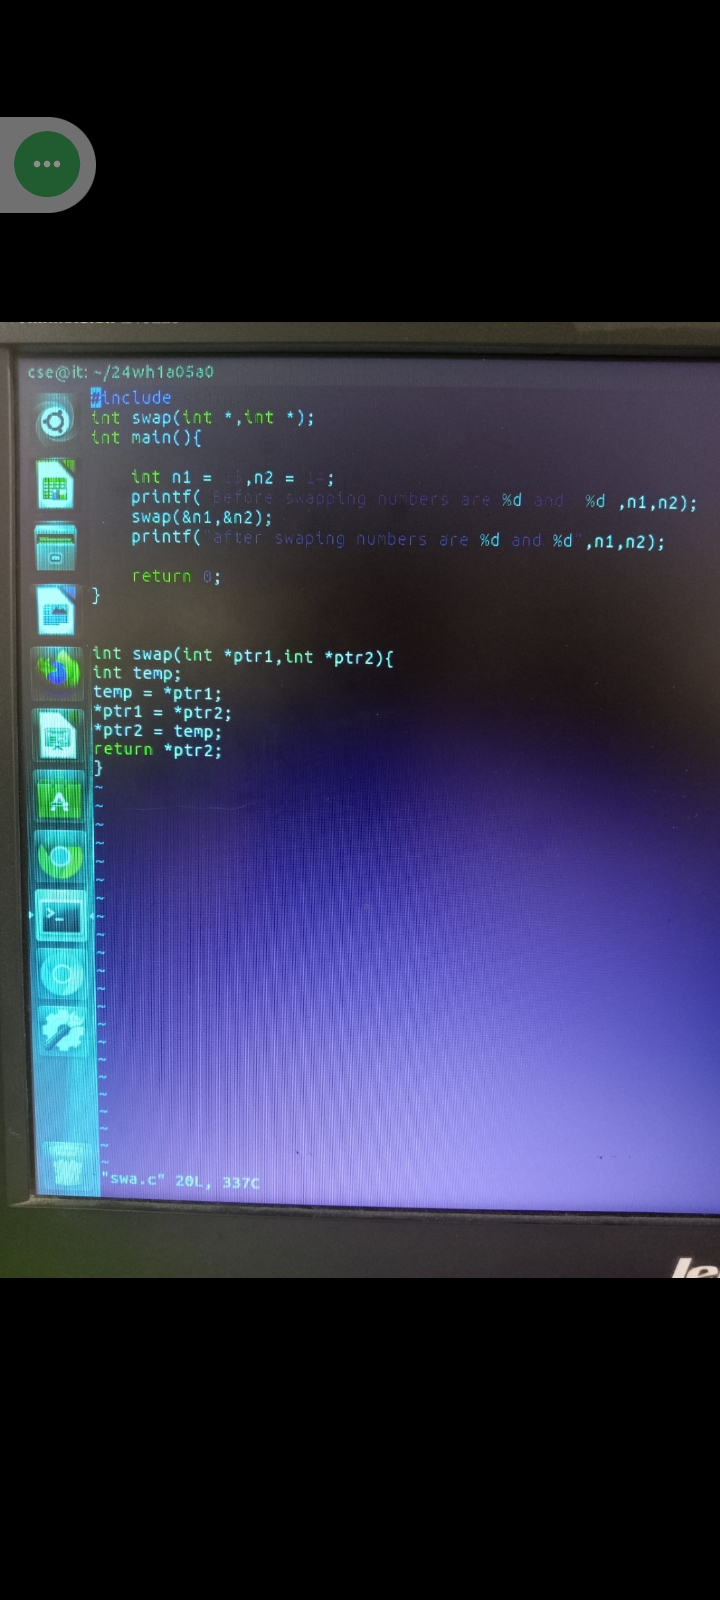 cse@it: ~/24wh1a05a0
#include
int swap(int *,int *);
int main(){
int n1 = ,n2 = ;
printf( Before swapping numbers are %d and %d ,n1,n2);
swap(&n1,&n2);
printf("after swaping numbers are %d and %d",n1,n2);
return 0;
}
int swap(int *ptr1,int *ptr2){
int temp;
temp = *ptr1;
*ptr1 = *ptr2;
*ptr2 = temp;
return *ptr2;
}
"swa.c" 20L, 337C
le